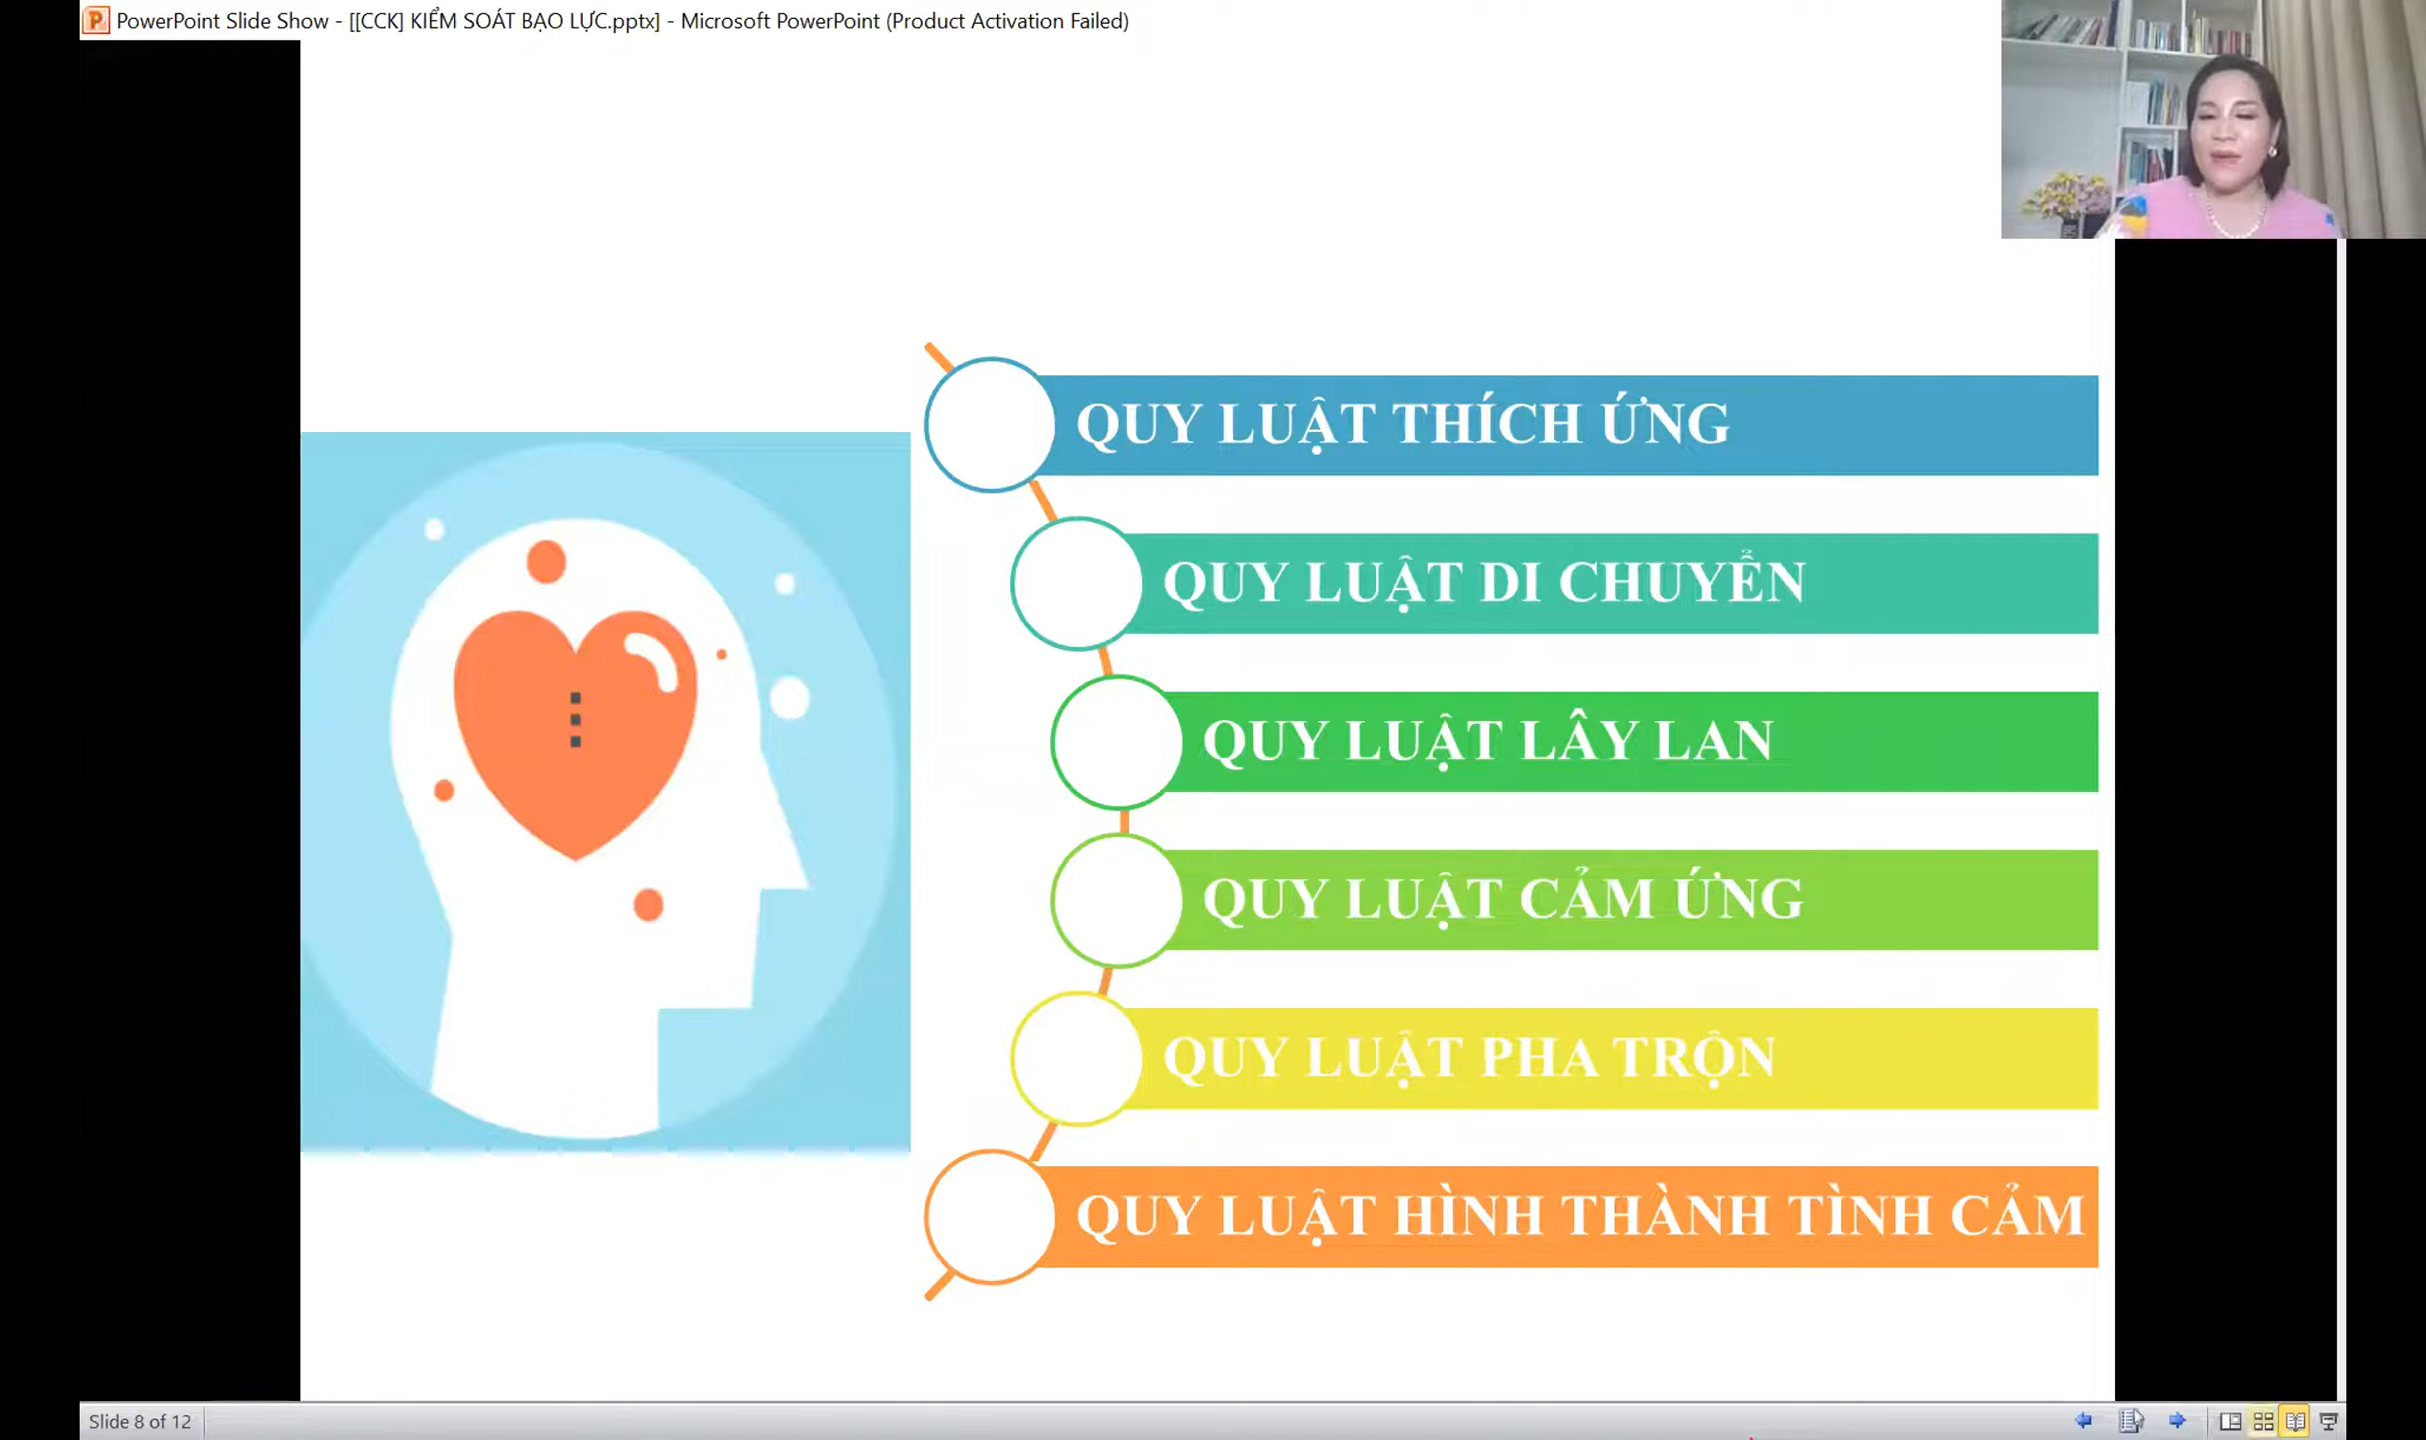 PowerPoint Slide Show - [[CCK] KIỂM SOÁT BẠO LỰC.pptx] - Microsoft PowerPoint (Product Activation Failed)
QUY LUẬT THÍCH ỨNG
QUY LUẬT DI CHUYỂN
QUY LUẬT LÂY LAN
QUY LUẬT CẢM ỨNG
QUY LUẬT PHA TRỘN
QUY LUẬT HÌNH THÀNH TÌNH CẢM
Slide 8 of 12